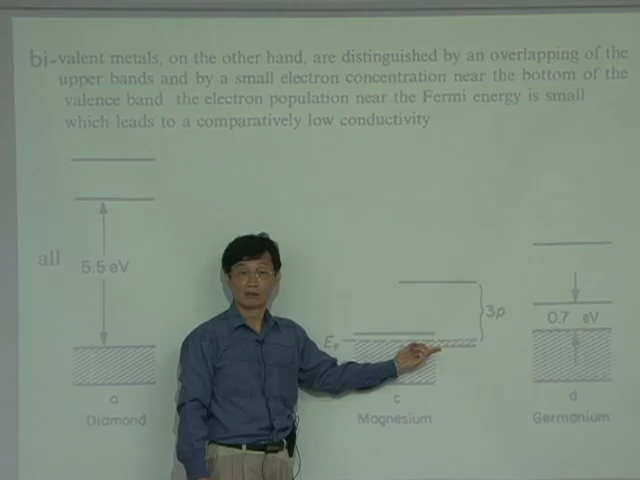 bi-valent metals, on the other hand, are distinguished by an overlapping of the
upper bands and by a small electron concentration near the bottom of the
valence band the electron population near the Fermi energy is small
which leads to a comparatively low conductivity
all
5.5 eV
E
3p
0.7 eV
a
c
d
Diamond
Magnesium
Germanium